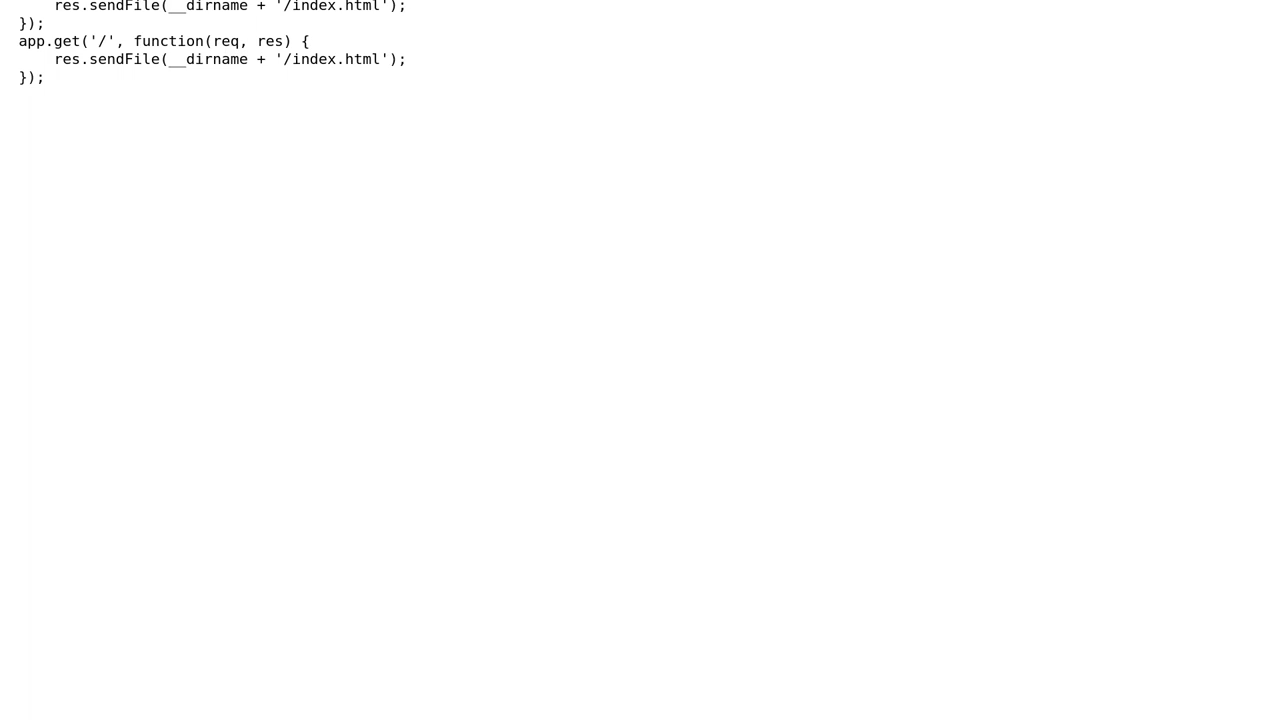 res.sendFile(__dirname + '/index.html');
});
app.get('/', function(req, res) {
    res.sendFile(__dirname + '/index.html');
});